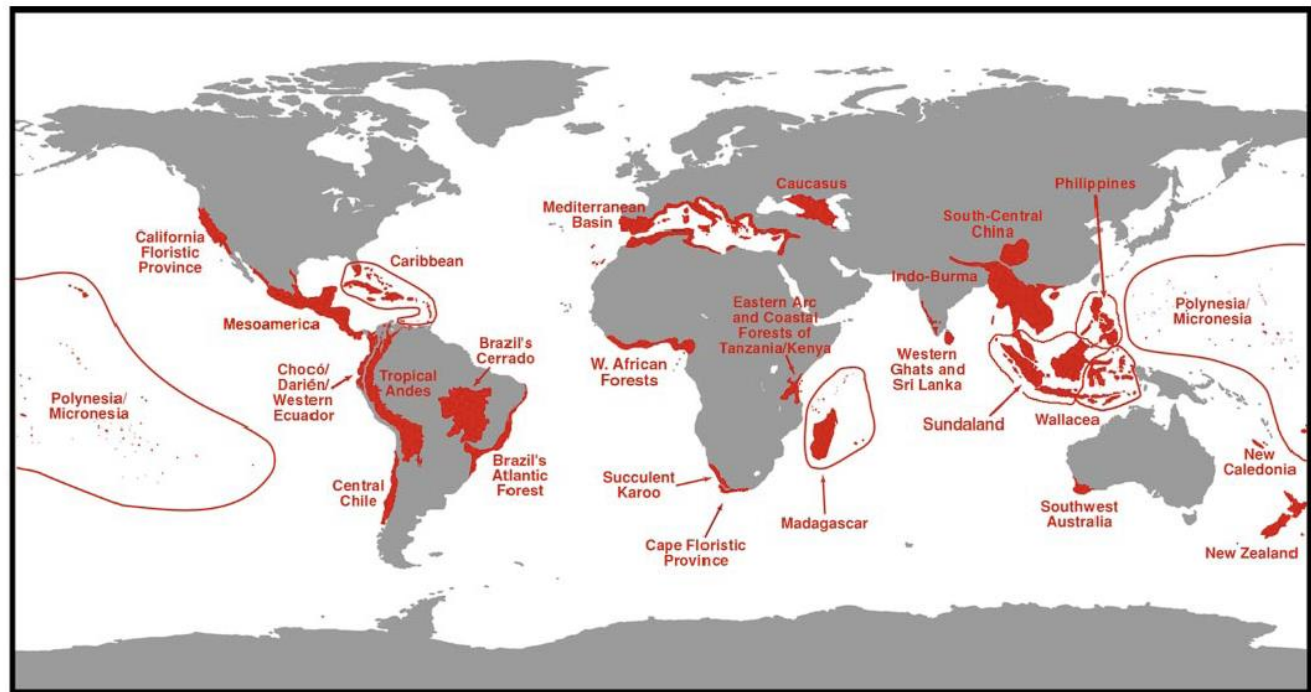 Caucasus
Philippines
Mediterranean
Basin
South-Central
China
California
Floristic
Province
Caribbean
Indo-Burma
Polynesia/
Micronesia
Mesoamerica
Eastern Arc
and Coastal
Forests of
Tanzania/Kenya
Brazil's
Cerrado
W. African
Forests
Western
Ghats and
Sri Lanka
Chocó/
Darién/
Western
Ecuador
Tropical
Andes
Polynesia/
Micronesia
Sundaland
Wallacea
Brazil's
Atlantic
Forest
New
Caledonia
Central
Chile
Succulent
Karoo
Madagascar
Southwest
Australia
Cape Floristic
Province
New Zealand